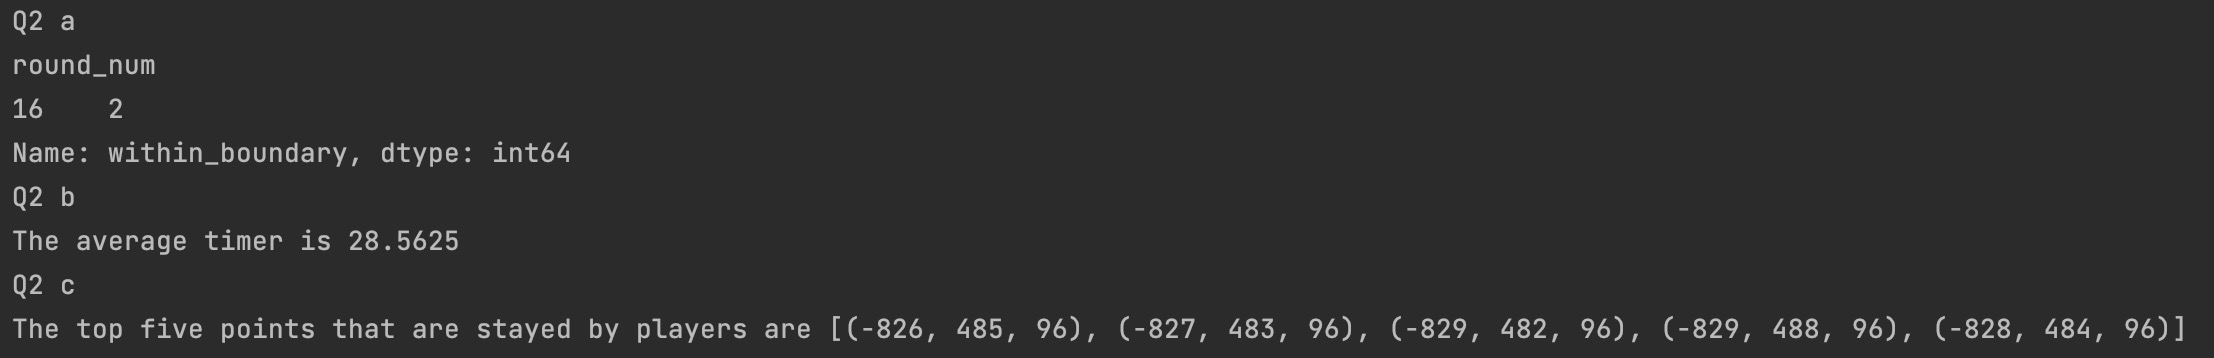 Q2 a
round_num
16    2
Name: within_boundary, dtype: int64
Q2 b
The average timer is 28.5625
Q2 c
The top five points that are stayed by players are [(-826, 485, 96), (-827, 483, 96), (-829, 482, 96), (-829, 488, 96), (-828, 484, 96)]